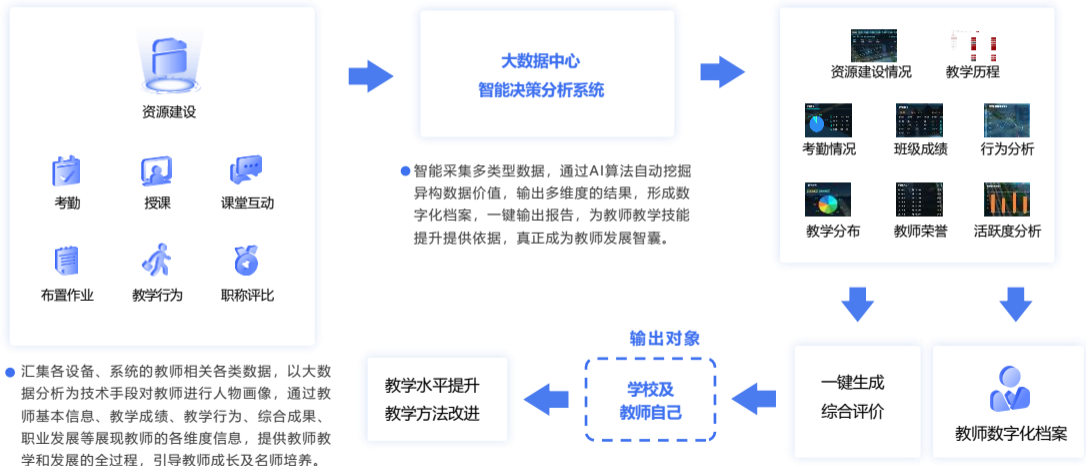 资源建设
考勤
授课
课堂互动
布置作业
教学行为
职称评比
汇集各设备、系统的教师相关各类数据，以大数
据分析为技术手段对教师进行人物画像，通过教
师基本信息、教学成绩、教学行为、综合成果、
职业发展等展现教师的各维度信息，提供教师教
学和发展的全过程，引导教师成长及名师培养。
大数据中心
智能决策分析系统
智能采集多类型数据，通过AI算法自动挖掘
异构数据价值，输出多维度的结果，形成数
字化档案，一键输出报告，为教师教学技能
提升提供依据，真正成为教师发展智囊。
资源建设情况
教学历程
考勤情况
班级成绩
行为分析
教学分布
教师荣誉
活跃度分析
一键生成
综合评价
教师数字化档案
输出对象
学校及
教师自己
教学水平提升
教学方法改进